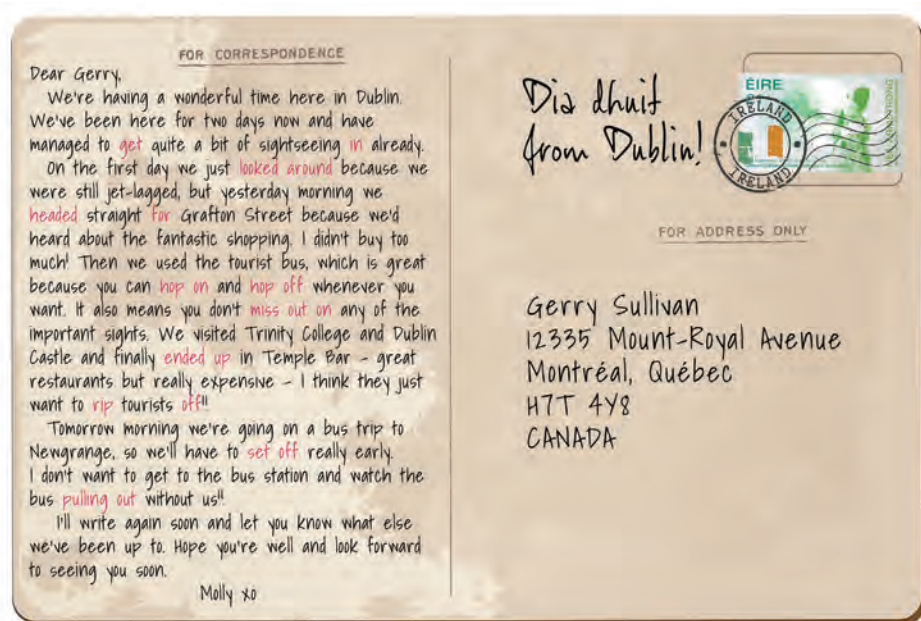 FOR CORRESPONDENCE
Dear Gerry,
We're having a wonderful time here in Dublin.
We've been here for two days now and have
managed to get quite a bit of sightseeing in already.
On the first day we just looked around because we
were still jet-lagged, but yesterday morning we
headed straight for Grafton Street because we'd
heard about the fantastic shopping. I didn't buy too
much! Then we used the tourist bus, which is great
because you can hop on and hop off whenever you
want. It also means you don't miss out on any of the
important sights. We visited Trinity College and Dublin
Castle and finally ended up in Temple Bar – great
restaurants but really expensive – I think they just
want to rip tourists off!!
Tomorrow morning we're going on a bus trip to
Newgrange, so we'll have to set off really early.
I don't want to get to the bus station and watch the
bus pulling out without us!!
I'll write again soon and let you know what else
we've been up to. Hope you're well and look forward
to seeing you soon.
Molly xo
Dia dhuit
from Dublin!
ÉIRE
IRELAND
IRELAND
FOR ADDRESS ONLY
Gerry Sullivan
12335 Mount-Royal Avenue
Montréal, Québec
H7T 4Y8
CANADA